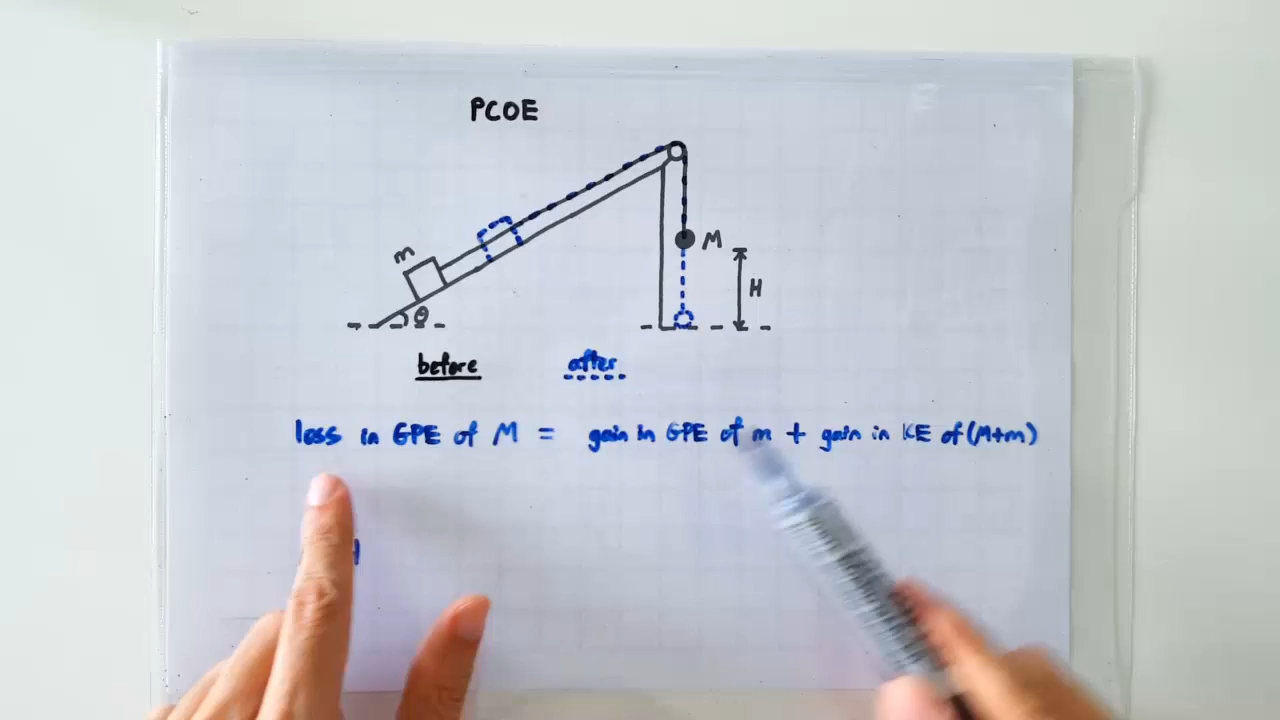 PCOE
m
M
H
θ
before after
loss in GPE of M = gain in GPE of m + gain in KE of (M+m)